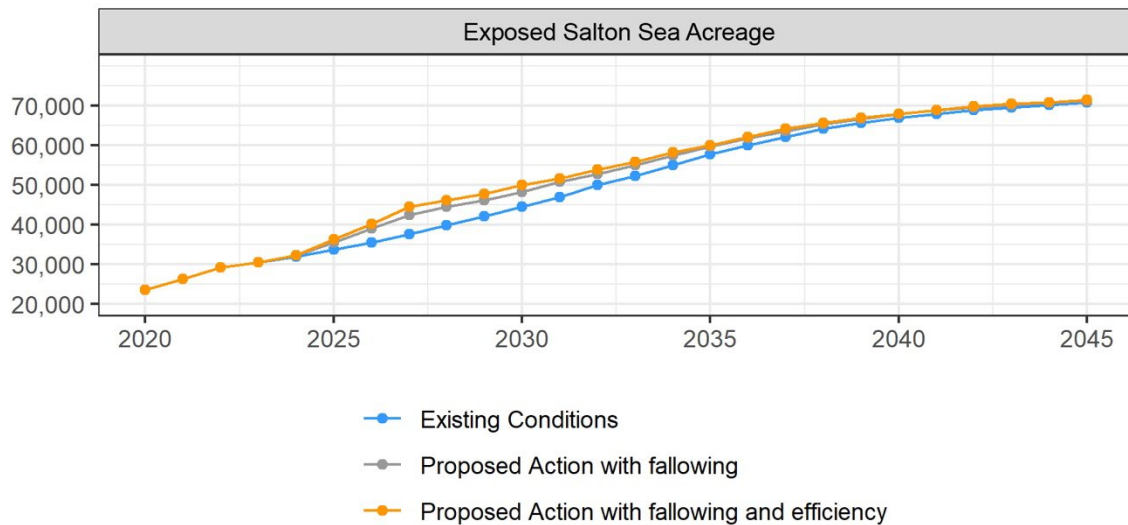 Exposed Salton Sea Acreage
70,000
60,000
50,000
40,000
30,000
20,000
2020 2025 2030 2035 2040 2045
Existing Conditions
Proposed Action with fallowing
Proposed Action with fallowing and efficiency